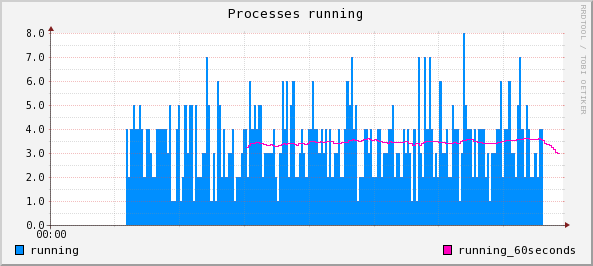 Processes running
8.0
7.0
6.0
5.0
4.0
3.0
2.0
1.0
0.0
00:00
running
running_60seconds
RRDTOOL / TOBI OETIKER